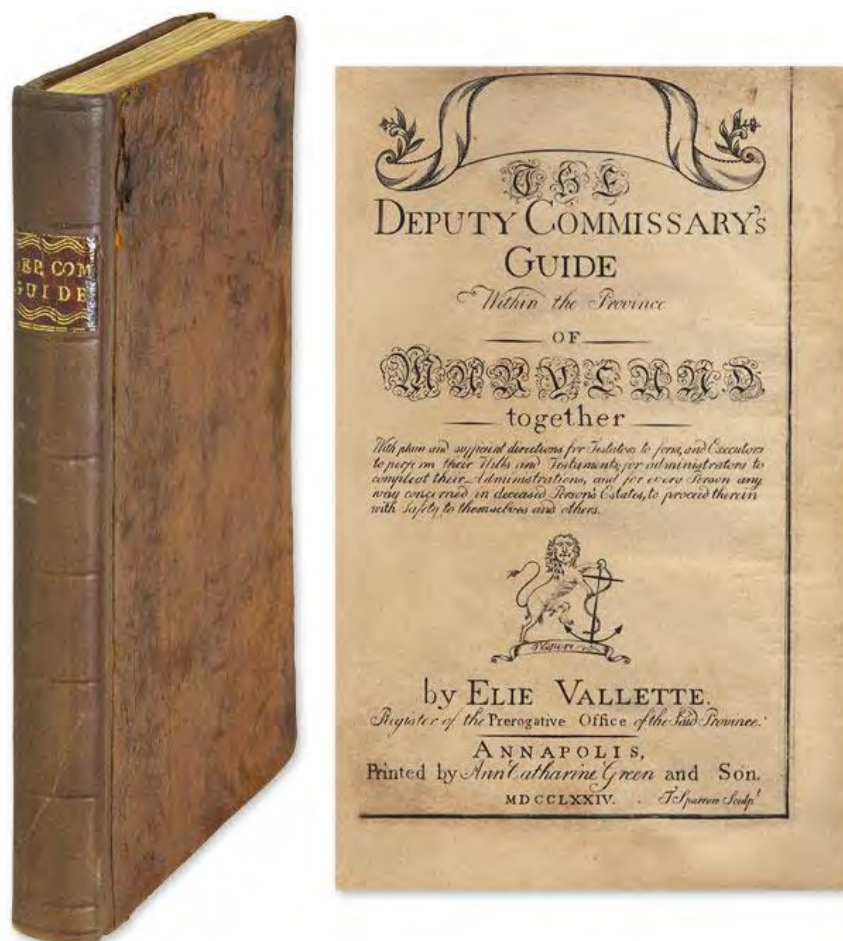 DEP. COM
GUIDE
THE
DEPUTY COMMISSARY'S
GUIDE
Within the Province
OF
MARYLAND
together
With plain and sufficient directions for Testators to form, and Executors
to perform their Wills and Testaments; for administrators to
compleat their Administrations, and for every Person any
way concerned in deceased Person's Estates, to proceed therein
with Safety to themselves and others.
by ELIE VALLETTE.
Register of the Prerogative Office of the said Province.
ANNAPOLIS,
Printed by Ann Catharine Green and Son.
MDCCLXXIV. T Sparrow Sculpt